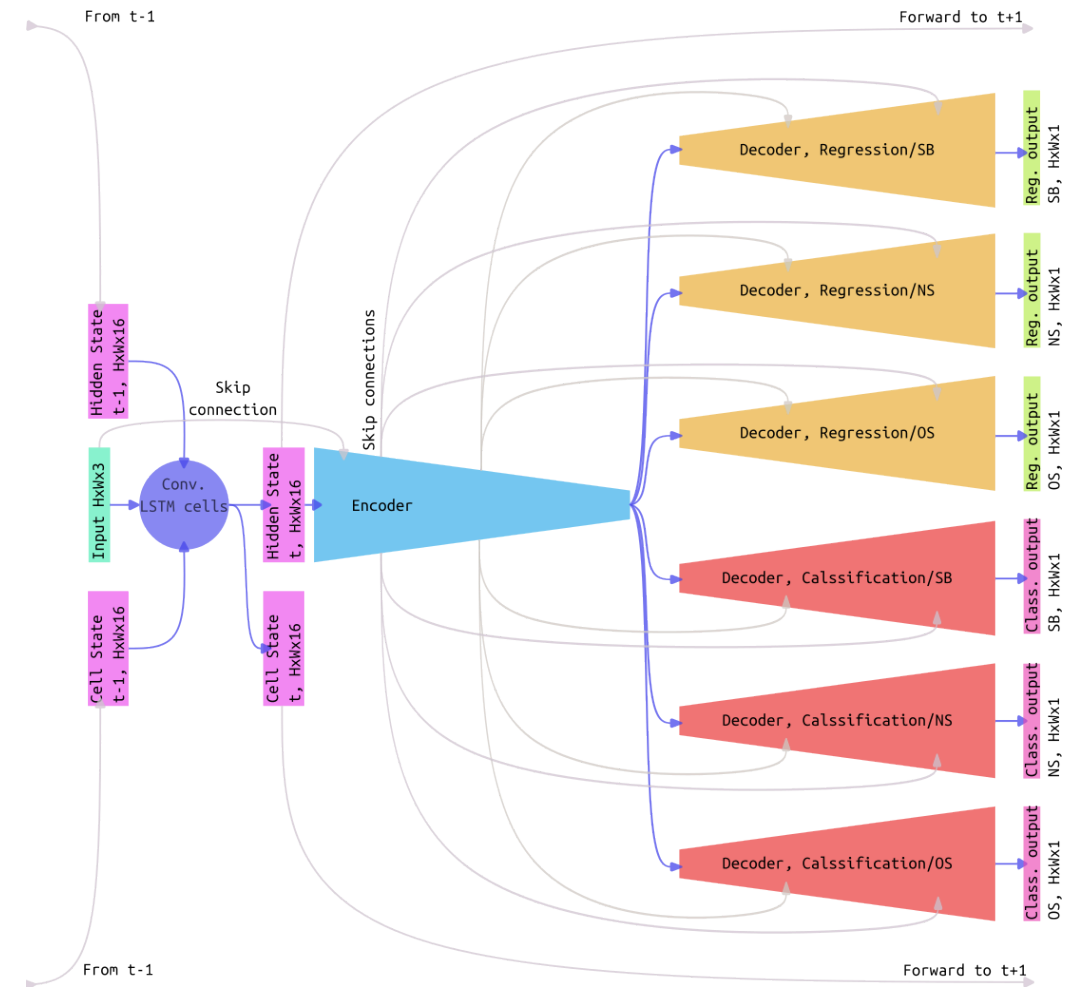 From t-1
Forward to t+1
Decoder, Regression/SB
Reg. output
SB, HxWx1
Decoder, Regression/NS
Reg. output
NS, HxWx1
Hidden State
t-1, HxWx16
Skip
connection
Skip connections
Decoder, Regression/OS
Reg. output
OS, HxWx1
Input HxWx3
Conv.
LSTM cells
Hidden State
t, HxWx16
Encoder
Decoder, Calssification/SB
Class. output
SB, HxWx1
Cell State
t-1, HxWx16
Cell State
t, HxWx16
Decoder, Calssification/NS
Class. output
NS, HxWx1
Decoder, Calssification/OS
Class. output
OS, HxWx1
From t-1
Forward to t+1